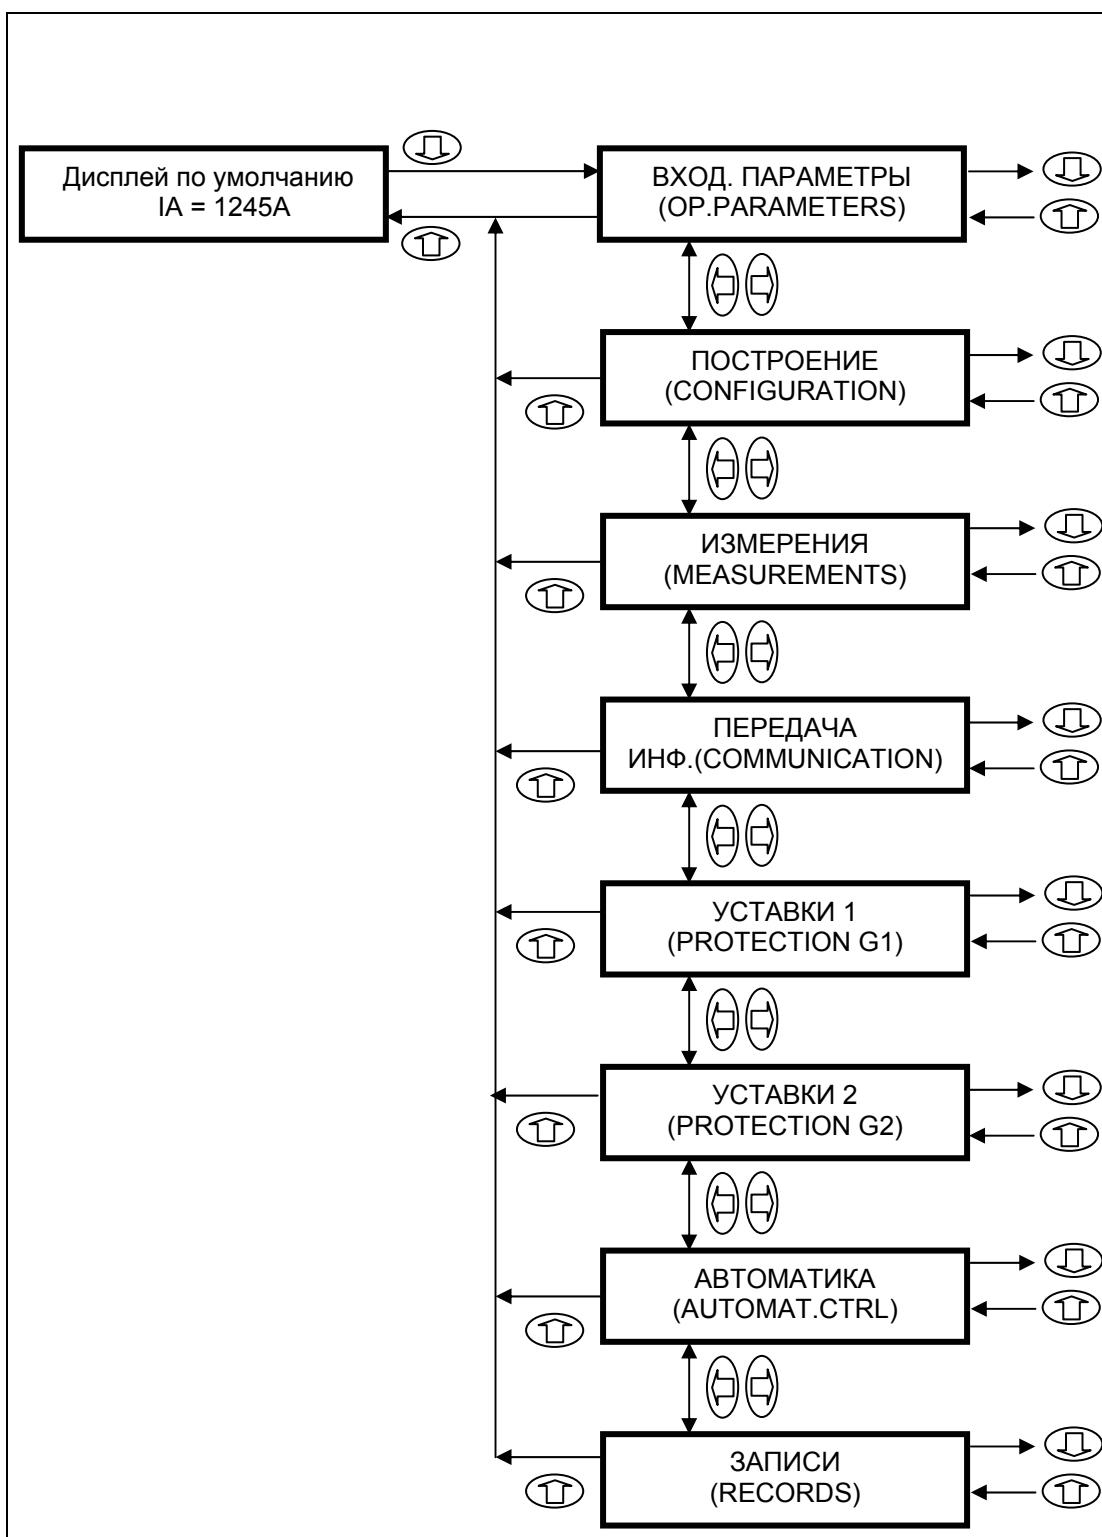 Дисплей по умолчанию
IA = 1245A
ВХОД. ПАРАМЕТРЫ
(OP.PARAMETERS)
ПОСТРОЕНИЕ
(CONFIGURATION)
ИЗМЕРЕНИЯ
(MEASUREMENTS)
ПЕРЕДАЧА
ИНФ.(COMMUNICATION)
УСТАВКИ 1
(PROTECTION G1)
УСТАВКИ 2
(PROTECTION G2)
АВТОМАТИКА
(AUTOMAT.CTRL)
ЗАПИСИ
(RECORDS)